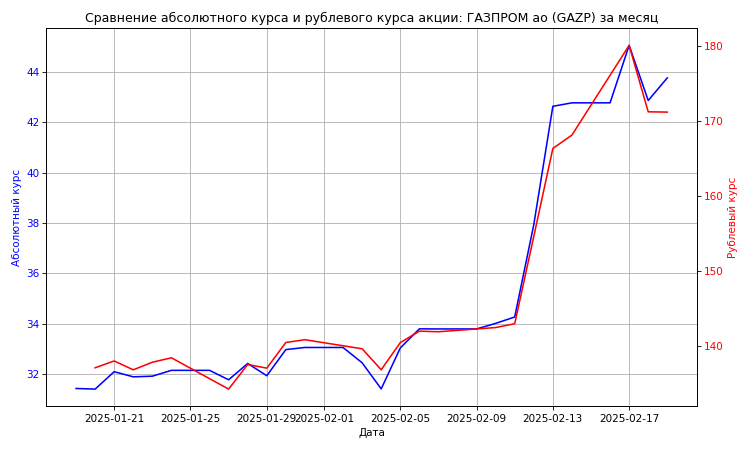 Сравнение абсолютного курса и рублевого курса акции: ГАЗПРОМ ао (GAZP) за месяц
Абсолютный курс
44
42
40
38
36
34
32
180
170
160
150
140
Рублевый курс
2025-01-21 2025-01-25 2025-01-29 2025-02-01 2025-02-05 2025-02-09 2025-02-13 2025-02-17
Дата